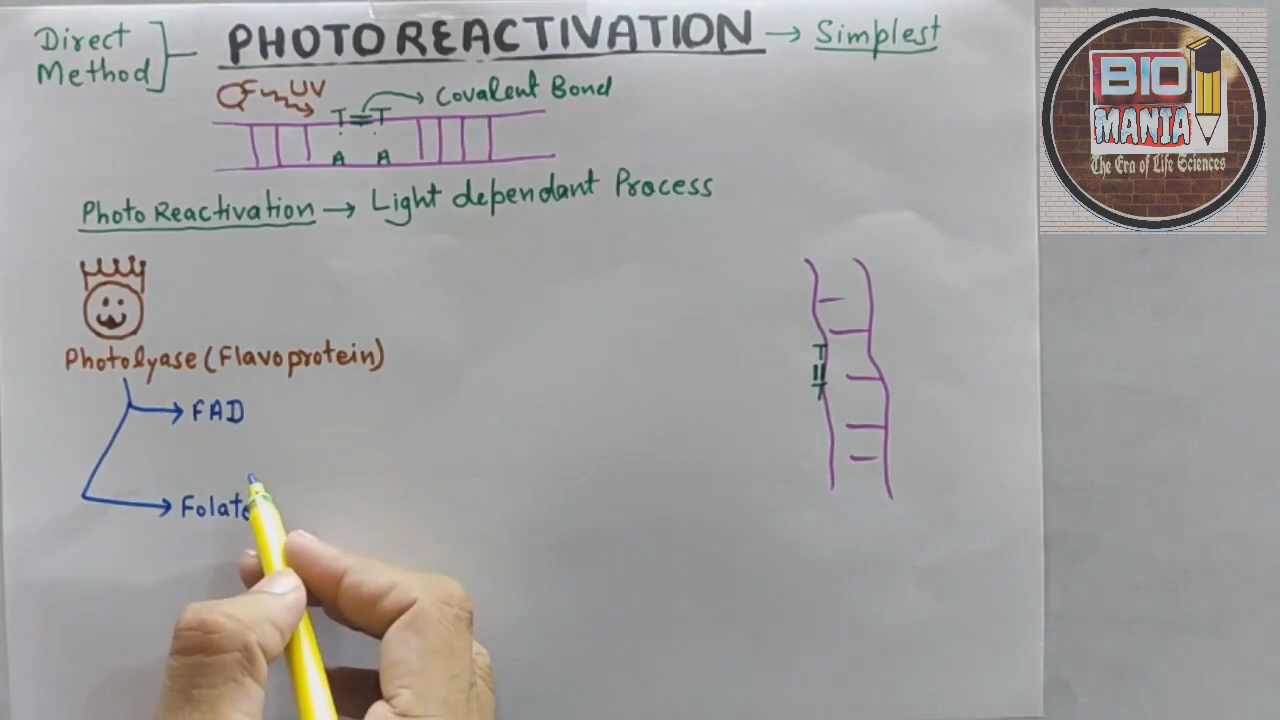 Direct
Method
PHOTOREACTIVATION → Simplest
UV
T = T → Covalent Bond
A A
Photo Reactivation → Light dependant Process
Photolyase (Flavoprotein)
→ FAD
→ Folate
T
T
BIO
MANIA
The Era of Life Sciences